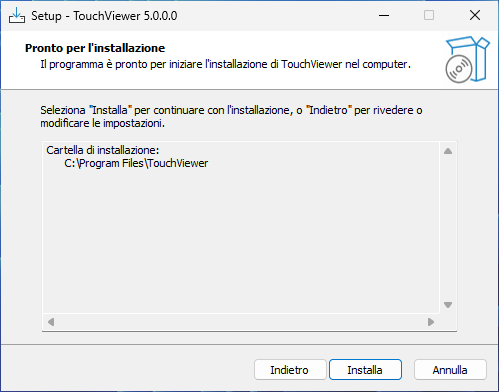 Setup - TouchViewer 5.0.0.0
Pronto per l'installazione
Il programma è pronto per iniziare l'installazione di TouchViewer nel computer.
Seleziona "Installa" per continuare con l'installazione, o "Indietro" per rivedere o
modificare le impostazioni.
Cartella di installazione:
C:\Program Files\TouchViewer
Indietro
Installa
Annulla